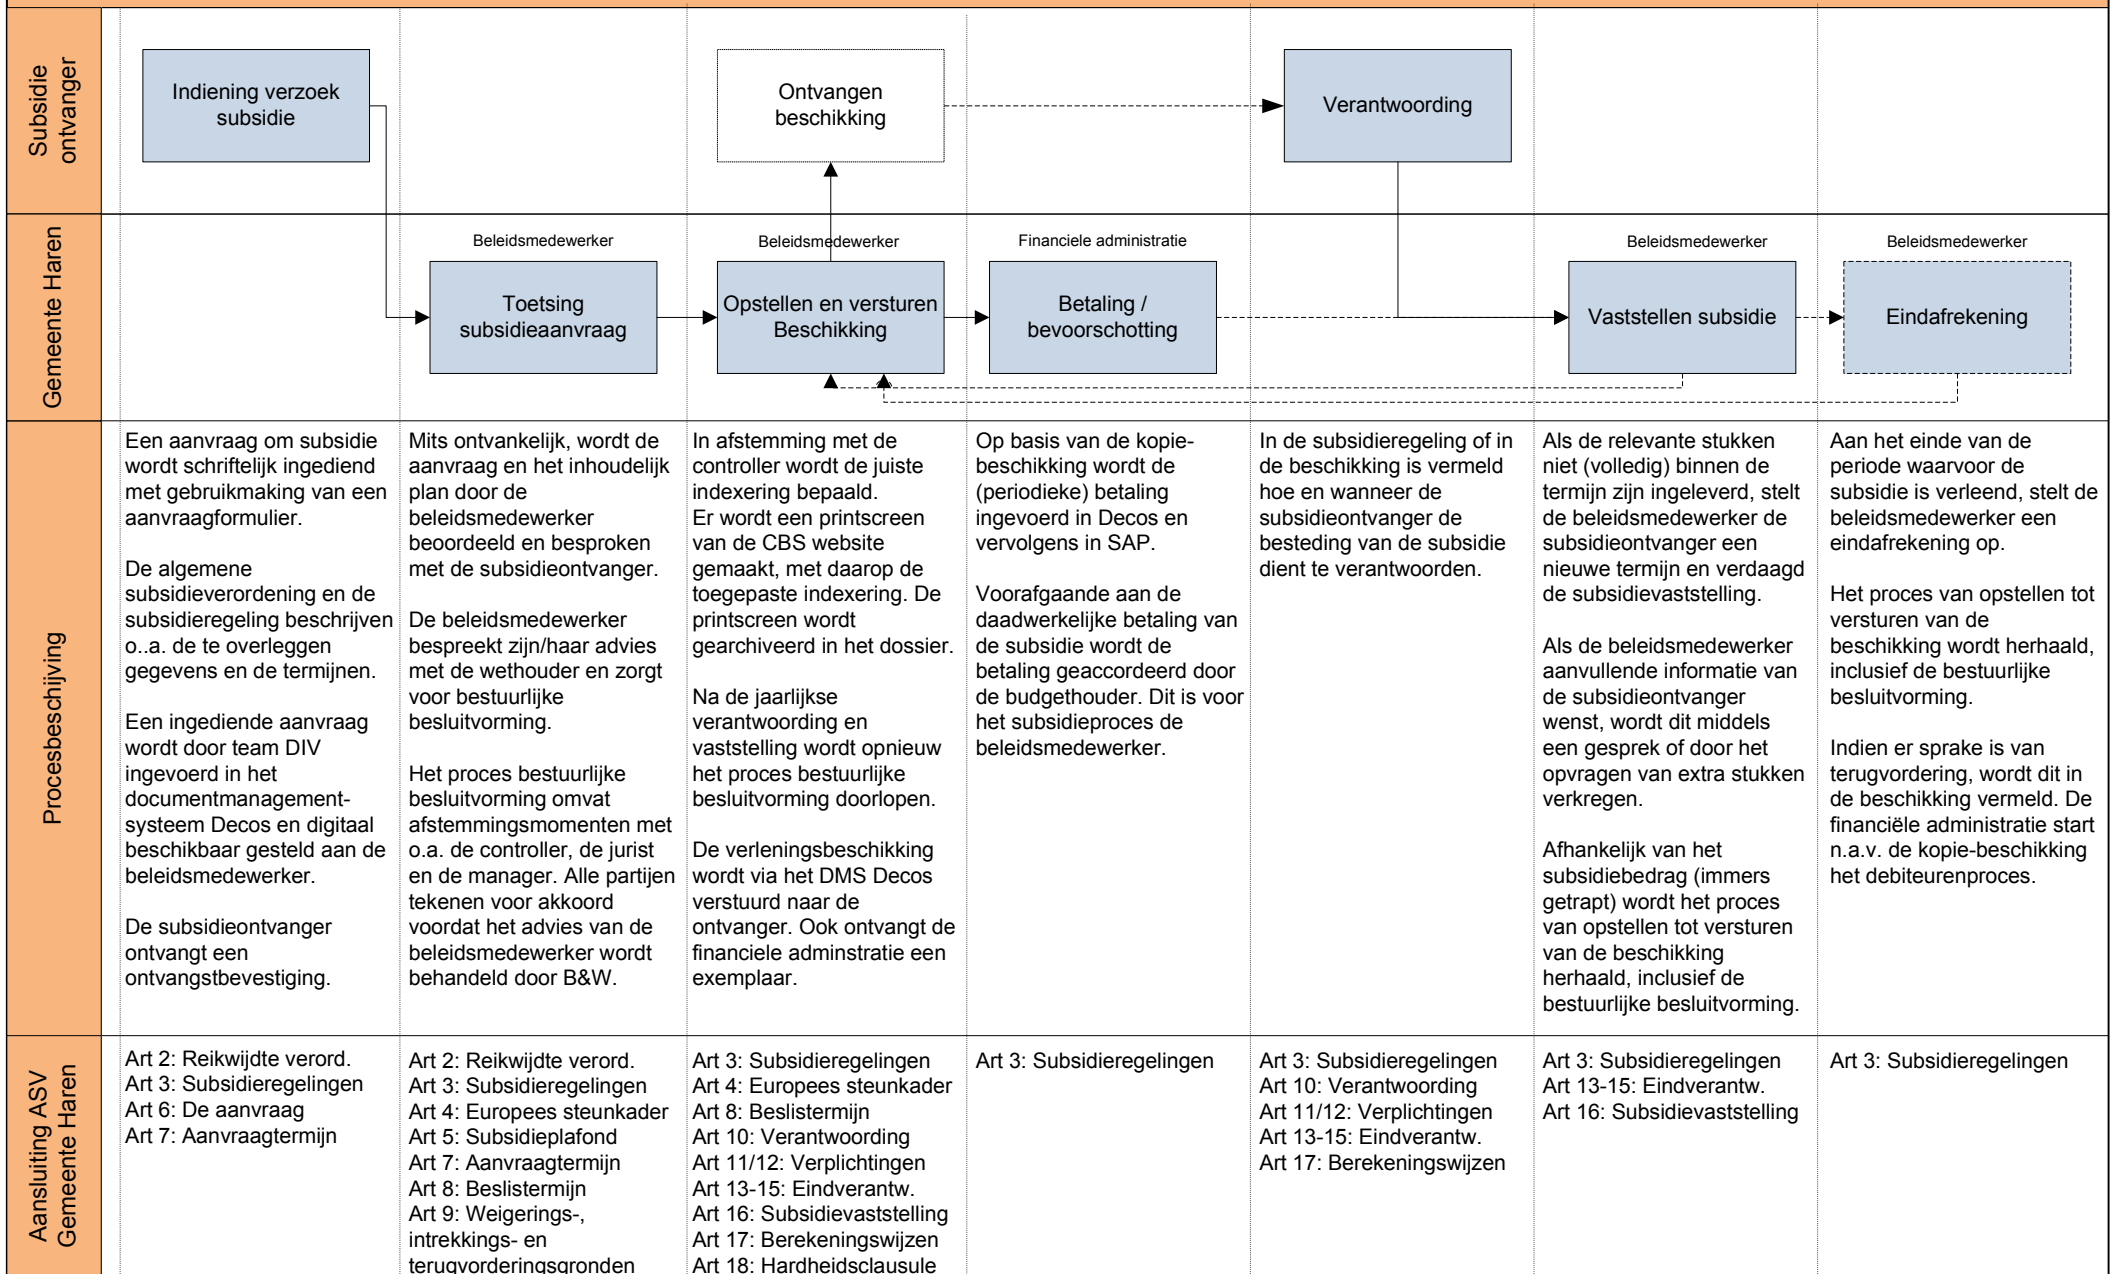 Subsidie
ontvanger
Indiening verzoek
subsidie
Ontvangen
beschikking
Verantwoording
Gemeente Haren
Beleidsmedewerker
Toetsing
subsidieaanvraag
Beleidsmedewerker
Opstellen en versturen
Beschikking
Financiele administratie
Betaling /
bevoorschotting
Beleidsmedewerker
Vaststellen subsidie
Beleidsmedewerker
Eindafrekening
Procesbeschijving
Een aanvraag om subsidie
wordt schriftelijk ingediend
met gebruikmaking van een
aanvraagformulier.
De algemene
subsidieverordening en de
subsidieregeling beschrijven
o..a. de te overleggen
gegevens en de termijnen.
Een ingediende aanvraag
wordt door team DIV
ingevoerd in het
documentmanagement-
systeem Decos en digitaal
beschikbaar gesteld aan de
beleidsmedewerker.
De subsidieontvanger
ontvangt een
ontvangstbevestiging.
Mits ontvankelijk, wordt de
aanvraag en het inhoudelijk
plan door de
beleidsmedewerker
beoordeeld en besproken
met de subsidieontvanger.
De beleidsmedewerker
bespreekt zijn/haar advies
met de wethouder en zorgt
voor bestuurlijke
besluitvorming.
Het proces bestuurlijke
besluitvorming omvat
afstemmingsmomenten met
o.a. de controller, de jurist
en de manager. Alle partijen
tekenen voor akkoord
voordat het advies van de
beleidsmedewerker wordt
behandeld door B&W.
In afstemming met de
controller wordt de juiste
indexering bepaald.
Er wordt een printscreen
van de CBS website
gemaakt, met daarop de
toegepaste indexering. De
printscreen wordt
gearchiveerd in het dossier.
Na de jaarlijkse
verantwoording en
vaststelling wordt opnieuw
het proces bestuurlijke
besluitvorming doorlopen.
De verleningsbeschikking
wordt via het DMS Decos
verstuurd naar de
ontvanger. Ook ontvangt de
financiele adminstratie een
exemplaar.
Op basis van de kopie-
beschikking wordt de
(periodieke) betaling
ingevoerd in Decos en
vervolgens in SAP.
Voorafgaande aan de
daadwerkelijke betaling van
de subsidie wordt de
betaling geaccordeerd door
de budgethouder. Dit is voor
het subsidieproces de
beleidsmedewerker.
In de subsidieregeling of in
de beschikking is vermeld
hoe en wanneer de
subsidieontvanger de
besteding van de subsidie
dient te verantwoorden.
Als de relevante stukken
niet (volledig) binnen de
termijn zijn ingeleverd, stelt
de beleidsmedewerker de
subsidieontvanger een
nieuwe termijn en verdaagd
de subsidievaststelling.
Als de beleidsmedewerker
aanvullende informatie van
de subsidieontvanger
wenst, wordt dit middels
een gesprek of door het
opvragen van extra stukken
verkregen.
Afhankelijk van het
subsidiebedrag (immers
getrapt) wordt het proces
van opstellen tot versturen
van de beschikking
herhaald, inclusief de
bestuurlijke besluitvorming.
Aan het einde van de
periode waarvoor de
subsidie is verleend, stelt de
beleidsmedewerker een
eindafrekening op.
Het proces van opstellen tot
versturen van de
beschikking wordt herhaald,
inclusief de bestuurlijke
besluitvorming.
Indien er sprake is van
terugvordering, wordt dit in
de beschikking vermeld. De
financiële administratie start
n.a.v. de kopie-beschikking
het debiteurenproces.
Aansluiting ASV
Gemeente Haren
Art 2: Reikwijdte verord.
Art 3: Subsidieregelingen
Art 6: De aanvraag
Art 7: Aanvraagtermijn
Art 2: Reikwijdte verord.
Art 3: Subsidieregelingen
Art 4: Europees steunkader
Art 5: Subsidieplafond
Art 7: Aanvraagtermijn
Art 8: Beslistermijn
Art 9: Weigerings-,
intrekkings- en
terugvorderingsgronden
Art 3: Subsidieregelingen
Art 4: Europees steunkader
Art 8: Beslistermijn
Art 10: Verantwoording
Art 11/12: Verplichtingen
Art 13-15: Eindverantw.
Art 16: Subsidievaststelling
Art 17: Berekeningswijzen
Art 18: Hardheidsclausule
Art 3: Subsidieregelingen
Art 3: Subsidieregelingen
Art 10: Verantwoording
Art 11/12: Verplichtingen
Art 13-15: Eindverantw.
Art 17: Berekeningswijzen
Art 3: Subsidieregelingen
Art 13-15: Eindverantw.
Art 16: Subsidievaststelling
Art 3: Subsidieregelingen